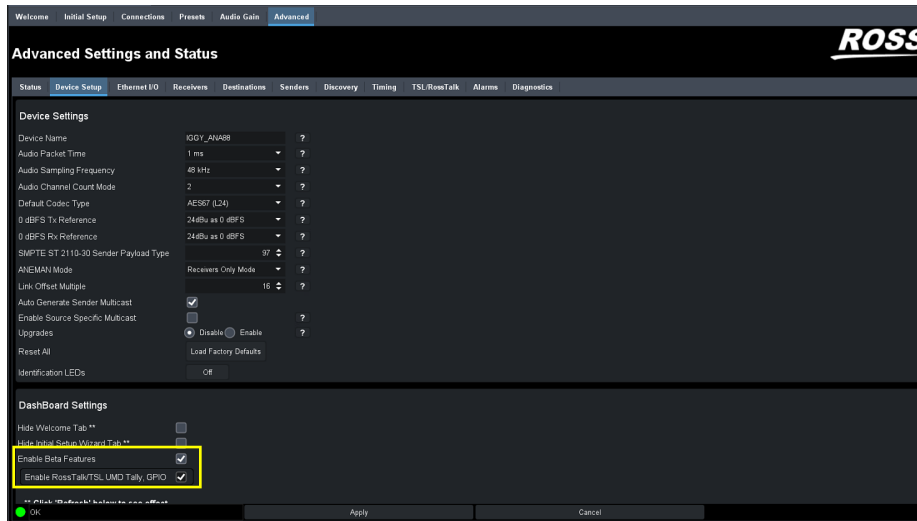 Welcome Initial Setup Connections Presets Audio Gain Advanced
Advanced Settings and Status
ROSS
Status Device Setup Ethernet I/O Receivers Destinations Senders Discovery Timing TSL/RossTalk Alarms Diagnostics
Device Settings
Device Name IGGY_ANA88 ?
Audio Packet Time 1 ms ?
Audio Sampling Frequency 48 kHz ?
Audio Channel Count Mode 2 ?
Default Codec Type AES67 (L24) ?
0 dBFS Tx Reference 24dBu as 0 dBFS ?
0 dBFS Rx Reference 24dBu as 0 dBFS ?
SMPTE ST 2110-30 Sender Payload Type 97 ?
ANEMAN Mode Receivers Only Mode ?
Link Offset Multiple 16 ?
Auto Generate Sender Multicast
Enable Source Specific Multicast ?
Upgrades Disable Enable ?
Reset All Load Factory Defaults
Identification LEDs Off
DashBoard Settings
Hide Welcome Tab **
Hide Initial Setup Wizard Tab **
Enable Beta Features
Enable RossTalk/TSL UMD Tally, GPIO
** Click 'Refresh' below to see effect
OK Apply Cancel